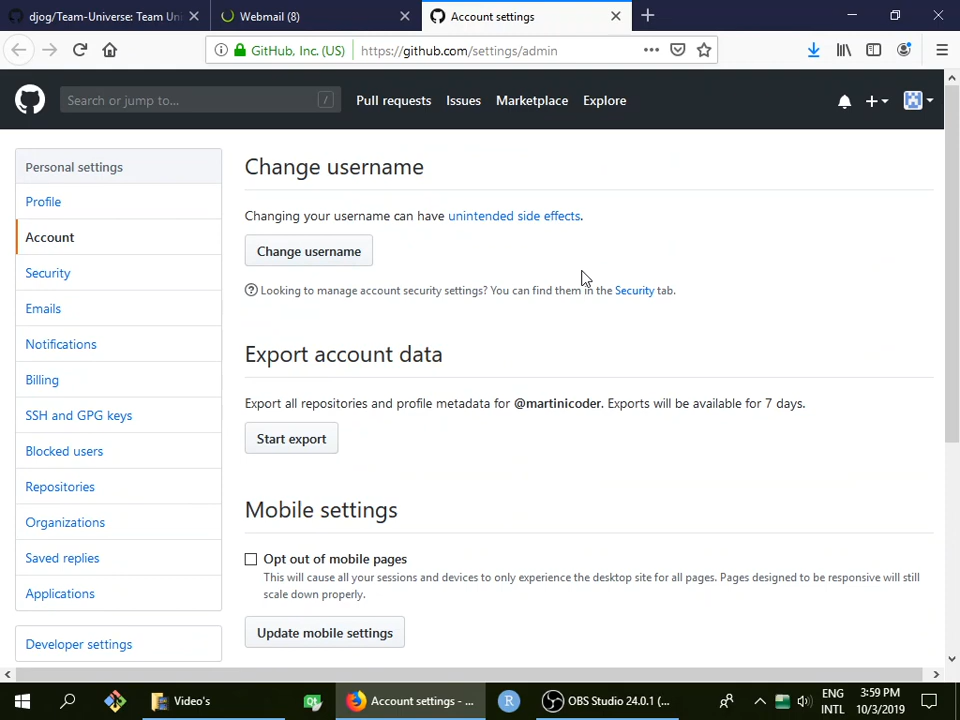 djog/Team-Universe: Team Un
Webmail (8)
Account settings
GitHub, Inc. (US)
https://github.com/settings/admin
Search or jump to...
/
Pull requests
Issues
Marketplace
Explore
Personal settings
Profile
Account
Security
Emails
Notifications
Billing
SSH and GPG keys
Blocked users
Repositories
Organizations
Saved replies
Applications
Developer settings
Change username
Changing your username can have unintended side effects.
Change username
Looking to manage account security settings? You can find them in the Security tab.
Export account data
Export all repositories and profile metadata for @martinicoder. Exports will be available for 7 days.
Start export
Mobile settings
Opt out of mobile pages
This will cause all your sessions and devices to only experience the desktop site for all pages. Pages designed to be responsive will still
scale down properly.
Update mobile settings
Video's
Qt
Account settings - ...
R
OBS Studio 24.0.1 (...
ENG
INTL
3:59 PM
10/3/2019